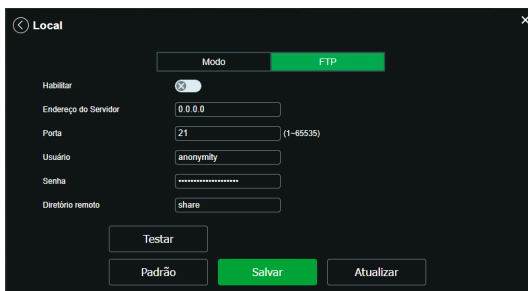 Local
Modo FTP
Habilitar
Endereço do Servidor 0.0.0.0
Porta 21 (1~65535)
Usuário anonymity
Senha ••••••••••••••••••••
Diretório remoto share
Testar
Padrão Salvar Atualizar